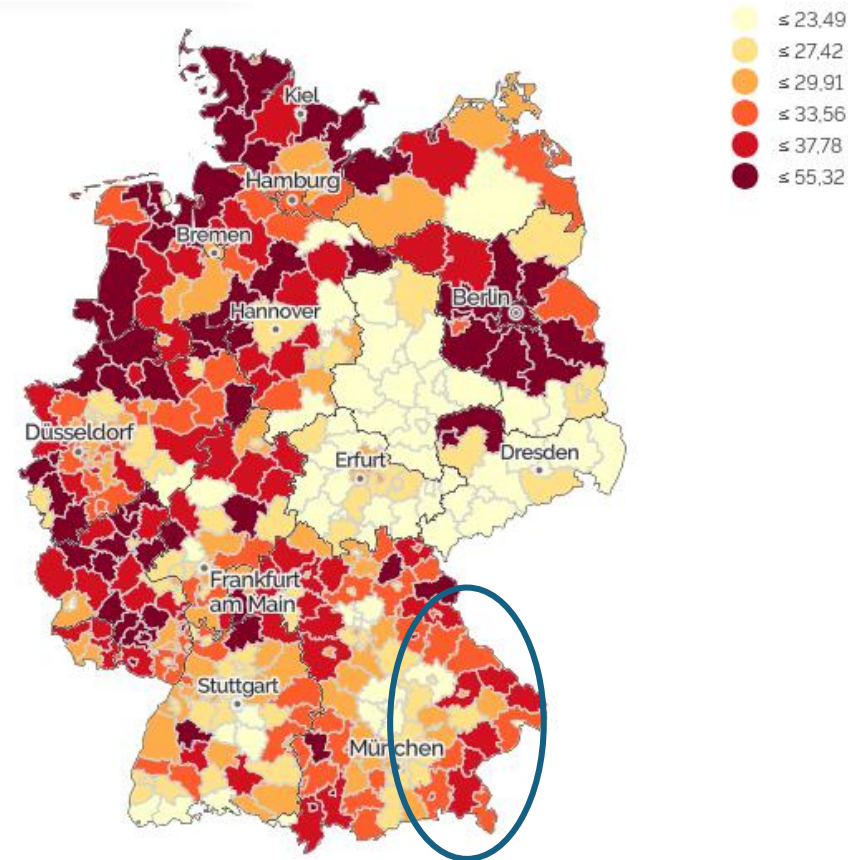 ≤ 23,49
≤ 27,42
≤ 29,91
≤ 33,56
≤ 37,78
≤ 55,32
Kiel
Hamburg
Bremen
Berlin
Hannover
Düsseldorf
Erfurt
Dresden
Frankfurt
am Main
Stuttgart
München